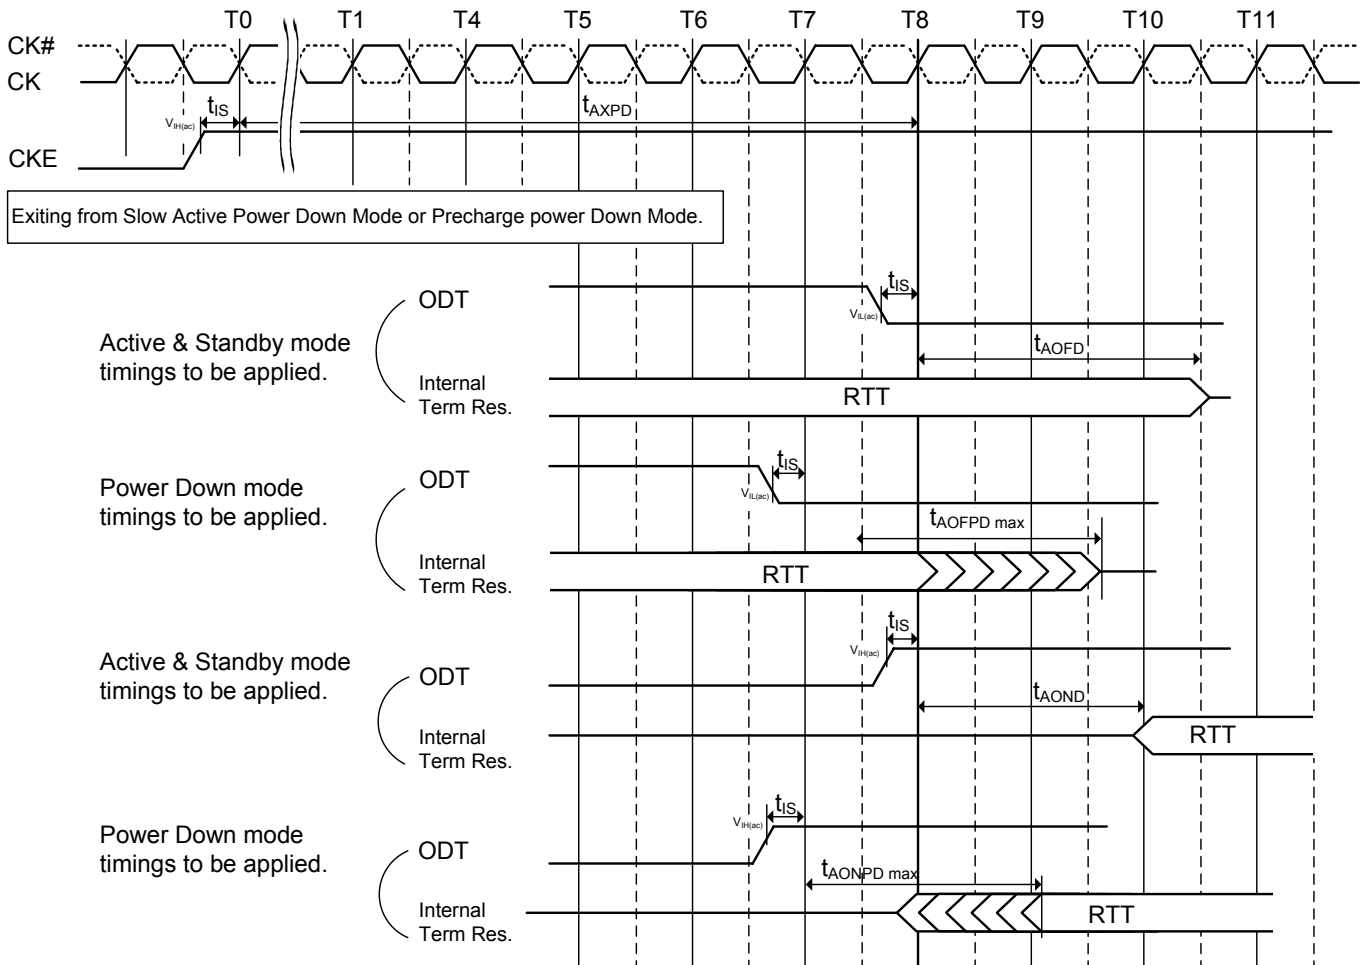 T0 T1 T4 T5 T6 T7 T8 T9 T10 T11
CK#
CK
tIS
tAXPD
VIH(ac)
CKE
Exiting from Slow Active Power Down Mode or Precharge power Down Mode.
tIS
ODT
VIL(ac)
Active & Standby mode
timings to be applied.
tAOFD
Internal
Term Res.
RTT
tIS
ODT
VIL(ac)
Power Down mode
timings to be applied.
tAOFPD max
Internal
Term Res.
RTT
tIS
VIH(ac)
Active & Standby mode
timings to be applied.
ODT
tAOND
Internal
Term Res.
RTT
tIS
VIH(ac)
Power Down mode
timings to be applied.
ODT
tAONPD max
Internal
Term Res.
RTT